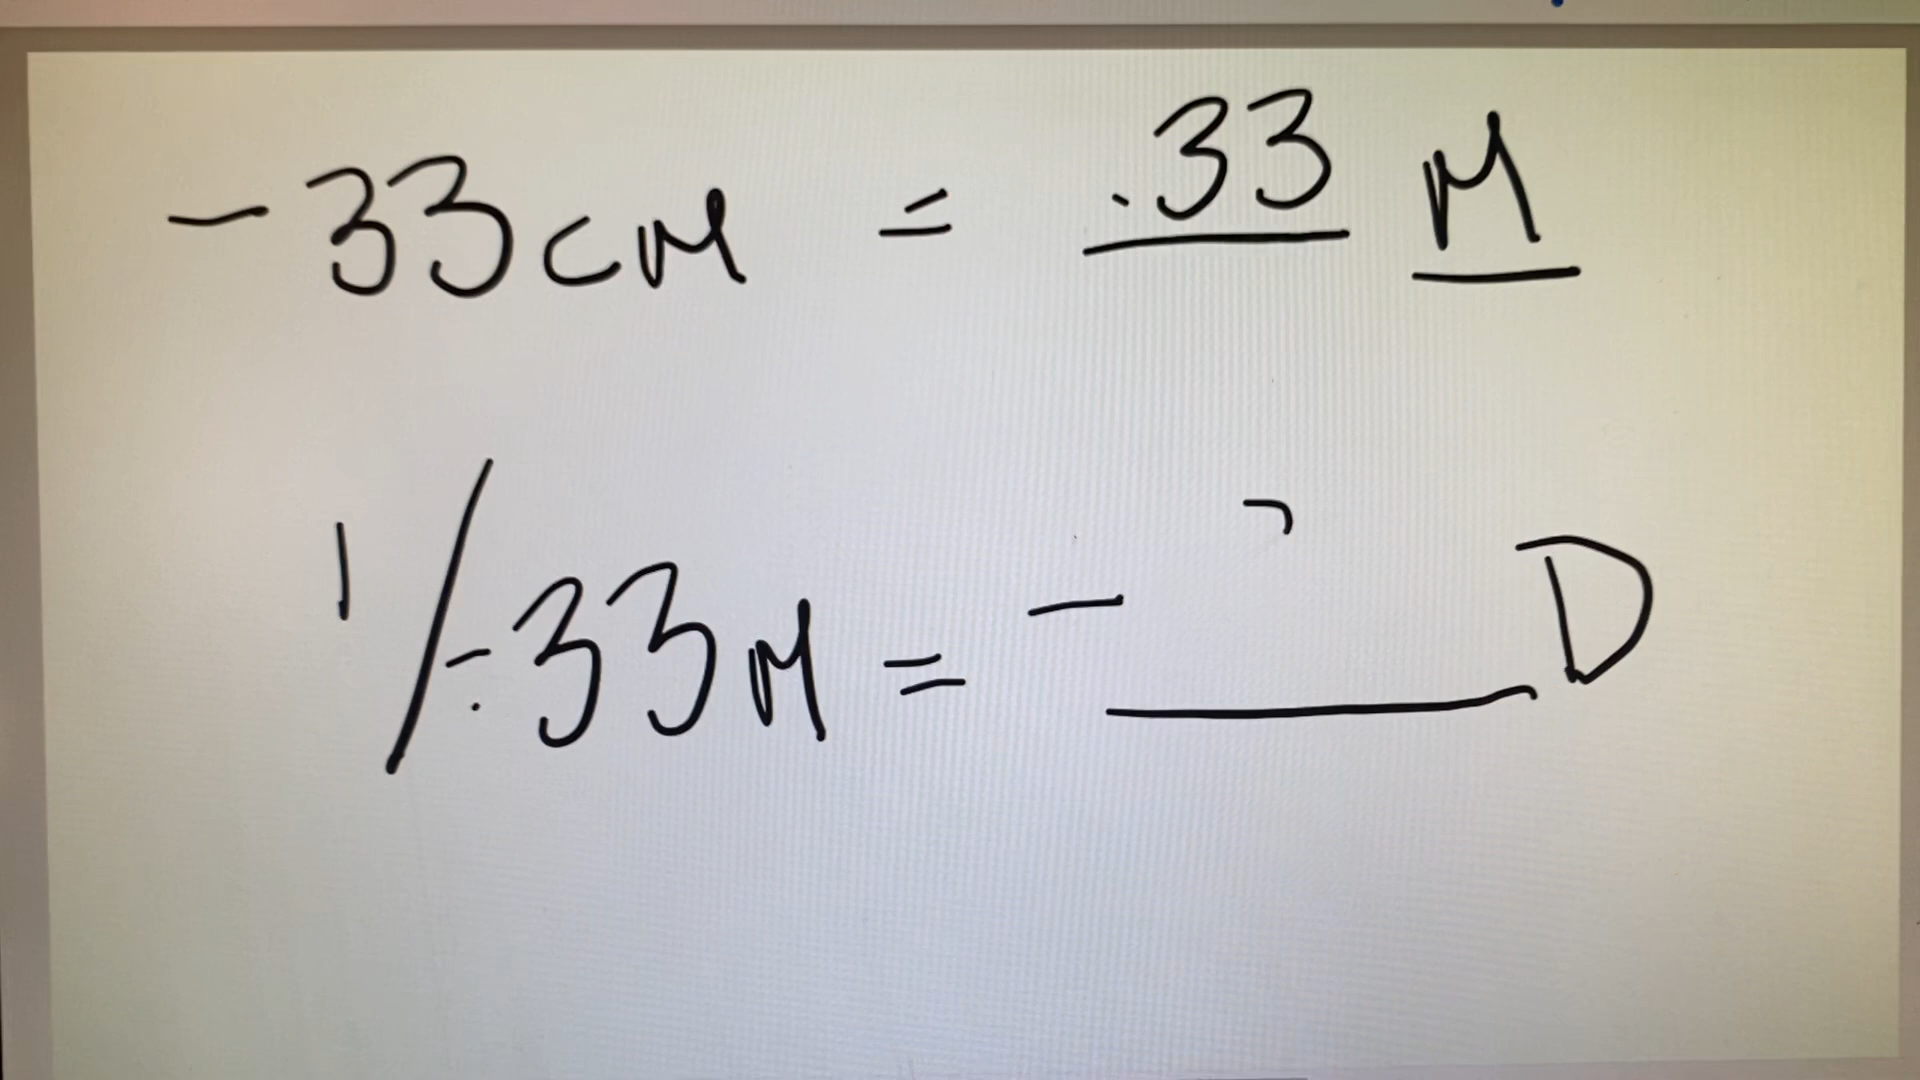 -33cm = .33 M
1/-.33M = - D